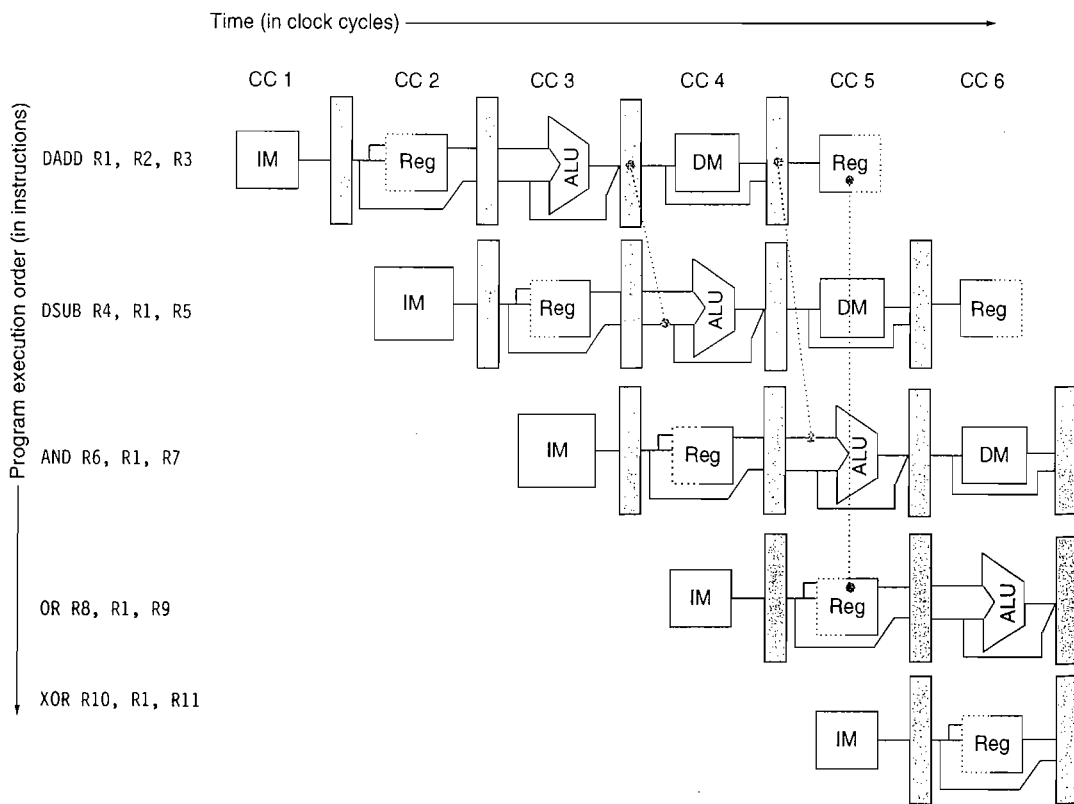 Time (in clock cycles)
CC 1 CC 2 CC 3 CC 4 CC 5 CC 6
Program execution order (in instructions)
DADD R1, R2, R3
IM Reg ALU DM Reg
DSUB R4, R1, R5
IM Reg ALU DM Reg
AND R6, R1, R7
IM Reg ALU DM
OR R8, R1, R9
IM Reg ALU
XOR R10, R1, R11
IM Reg